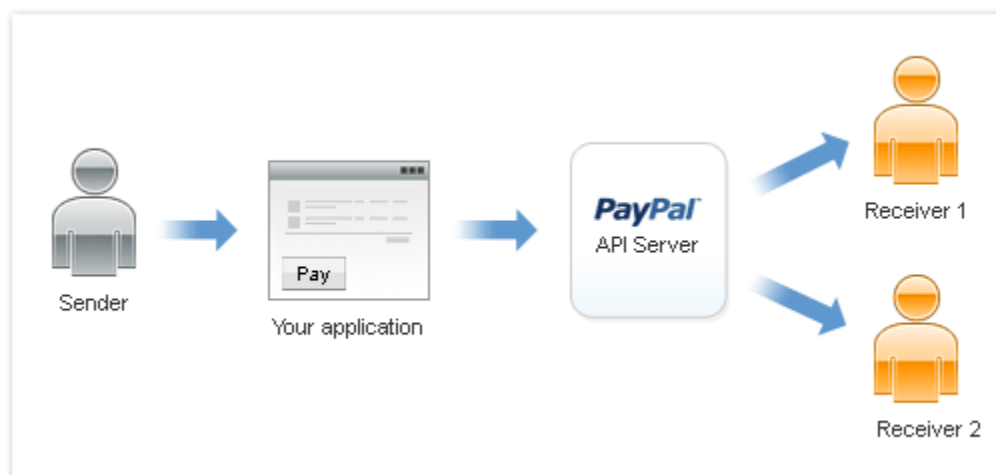 Sender
Pay
Your application
PayPal
API Server
Receiver 1
Receiver 2